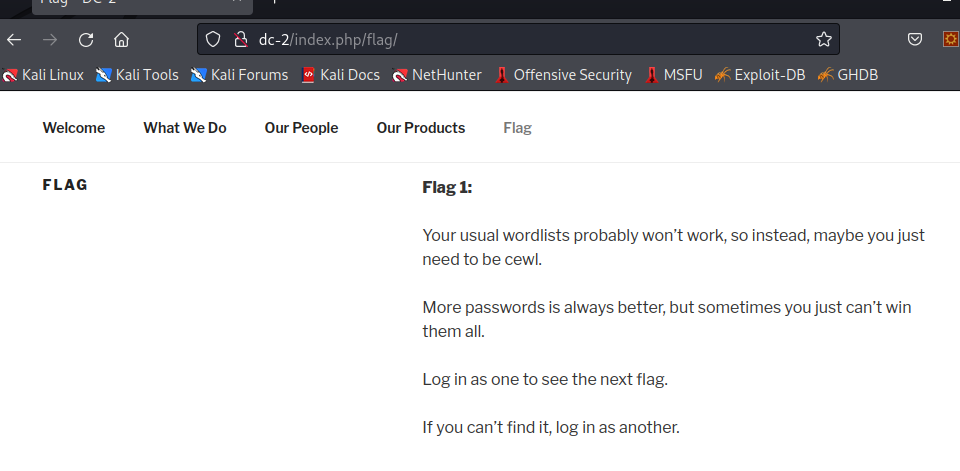 Flag – DC-2
dc-2/index.php/flag/
Kali Linux Kali Tools Kali Forums Kali Docs NetHunter Offensive Security MSFU Exploit-DB GHDB
Welcome What We Do Our People Our Products Flag
FLAG
Flag 1:
Your usual wordlists probably won’t work, so instead, maybe you just
need to be cewl.
More passwords is always better, but sometimes you just can’t win
them all.
Log in as one to see the next flag.
If you can’t find it, log in as another.